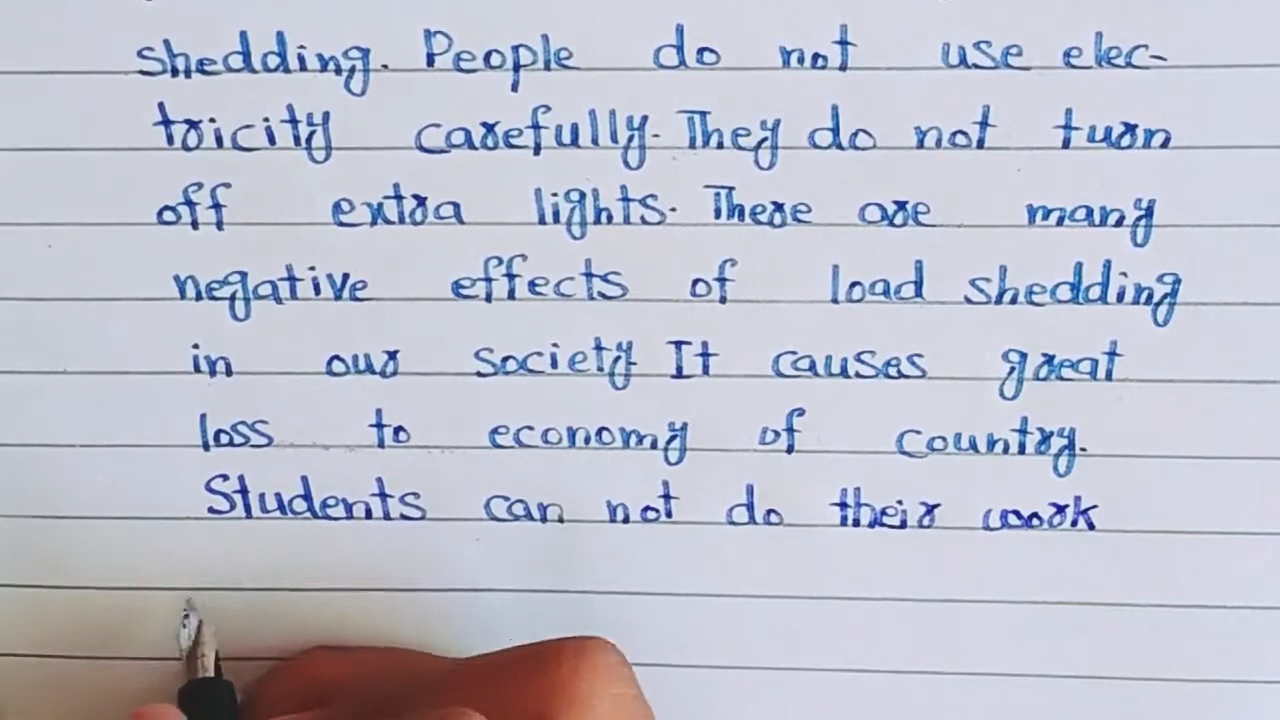 shedding. People do not use elec-
tricity carefully. They do not turn
off extra lights. There are many
negative effects of load shedding
in our society It causes great
loss to economy of country.
Students can not do their work